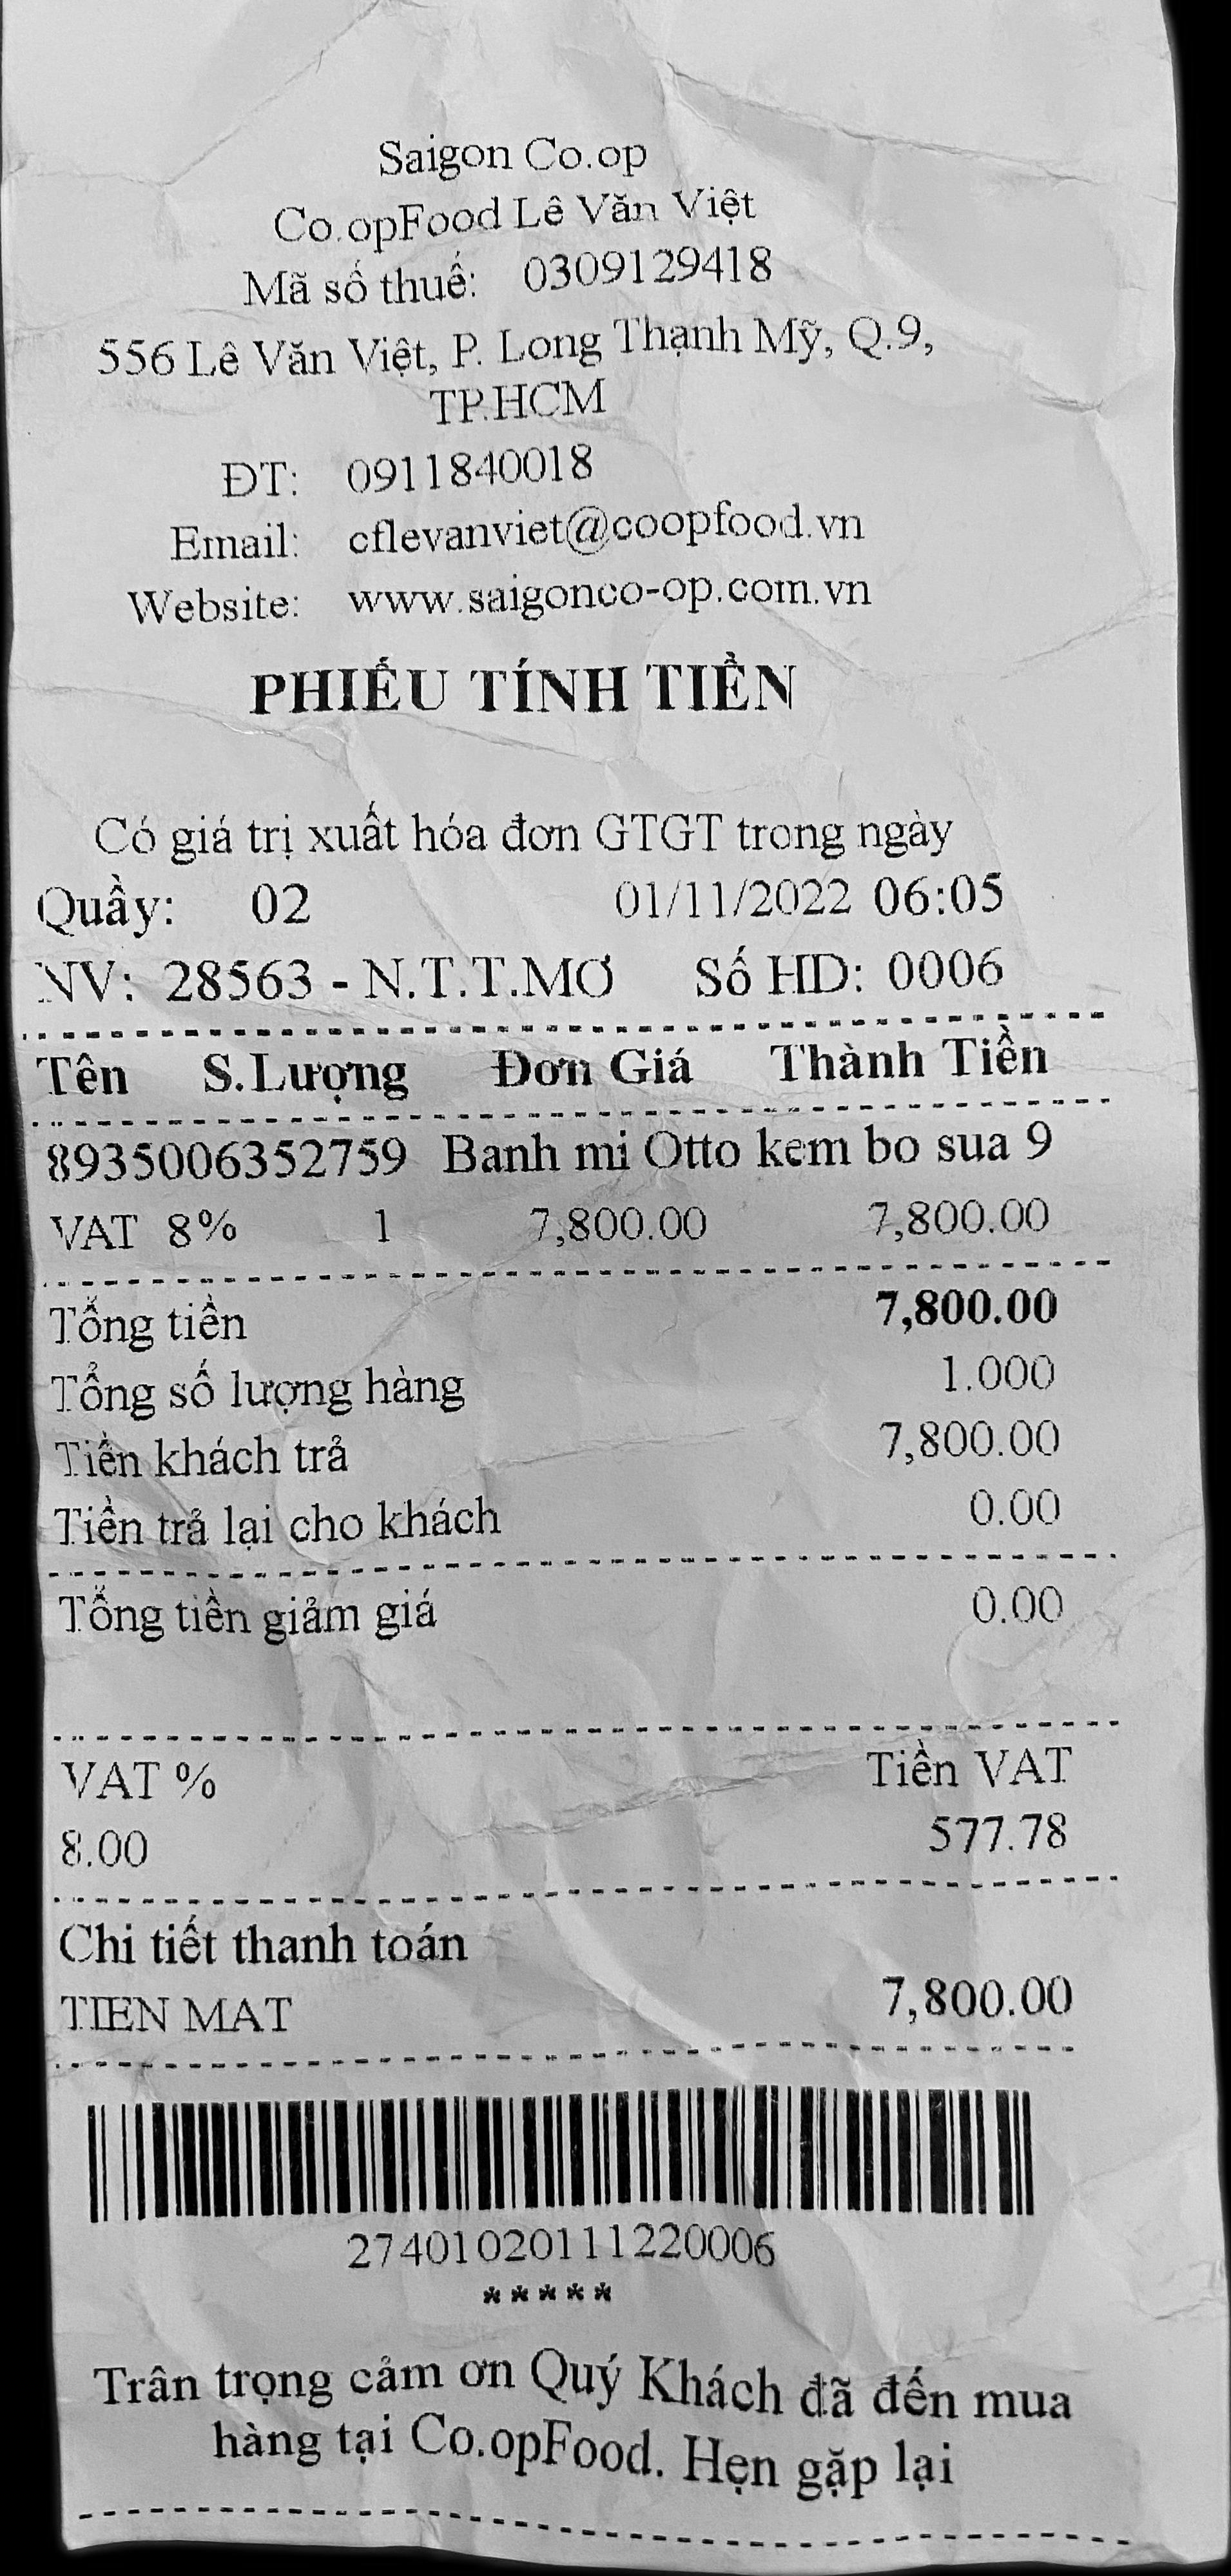 Saigon Co.op
Co.opFood Lê Văn Việt
Mã số thuế: 0309129418
556 Lê Văn Việt, P. Long Thạnh Mỹ, Q.9,
TP.HCM
ĐT: 0911840018
Email: cflevanviet@coopfood.vn
Website: www.saigonco-op.com.vn
PHIẾU TÍNH TIỀN
Có giá trị xuất hóa đơn GTGT trong ngày
Quầy: 02 01/11/2022 06:05
NV: 28563 - N.T.T.MƠ Số HD: 0006
Tên S.Lượng Đơn Giá Thành Tiền
8935006352759 Banh mi Otto kem bo sua 9
VAT 8% 1 7,800.00 7,800.00
Tổng tiền 7,800.00
Tổng số lượng hàng 1.000
Tiền khách trả 7,800.00
Tiền trả lại cho khách 0.00
Tổng tiền giảm giá 0.00
VAT % Tiền VAT
8.00 577.78
Chi tiết thanh toán
TIEN MAT 7,800.00
27401020111220006
*****
Trân trọng cảm ơn Quý Khách đã đến mua
hàng tại Co.opFood. Hẹn gặp lại